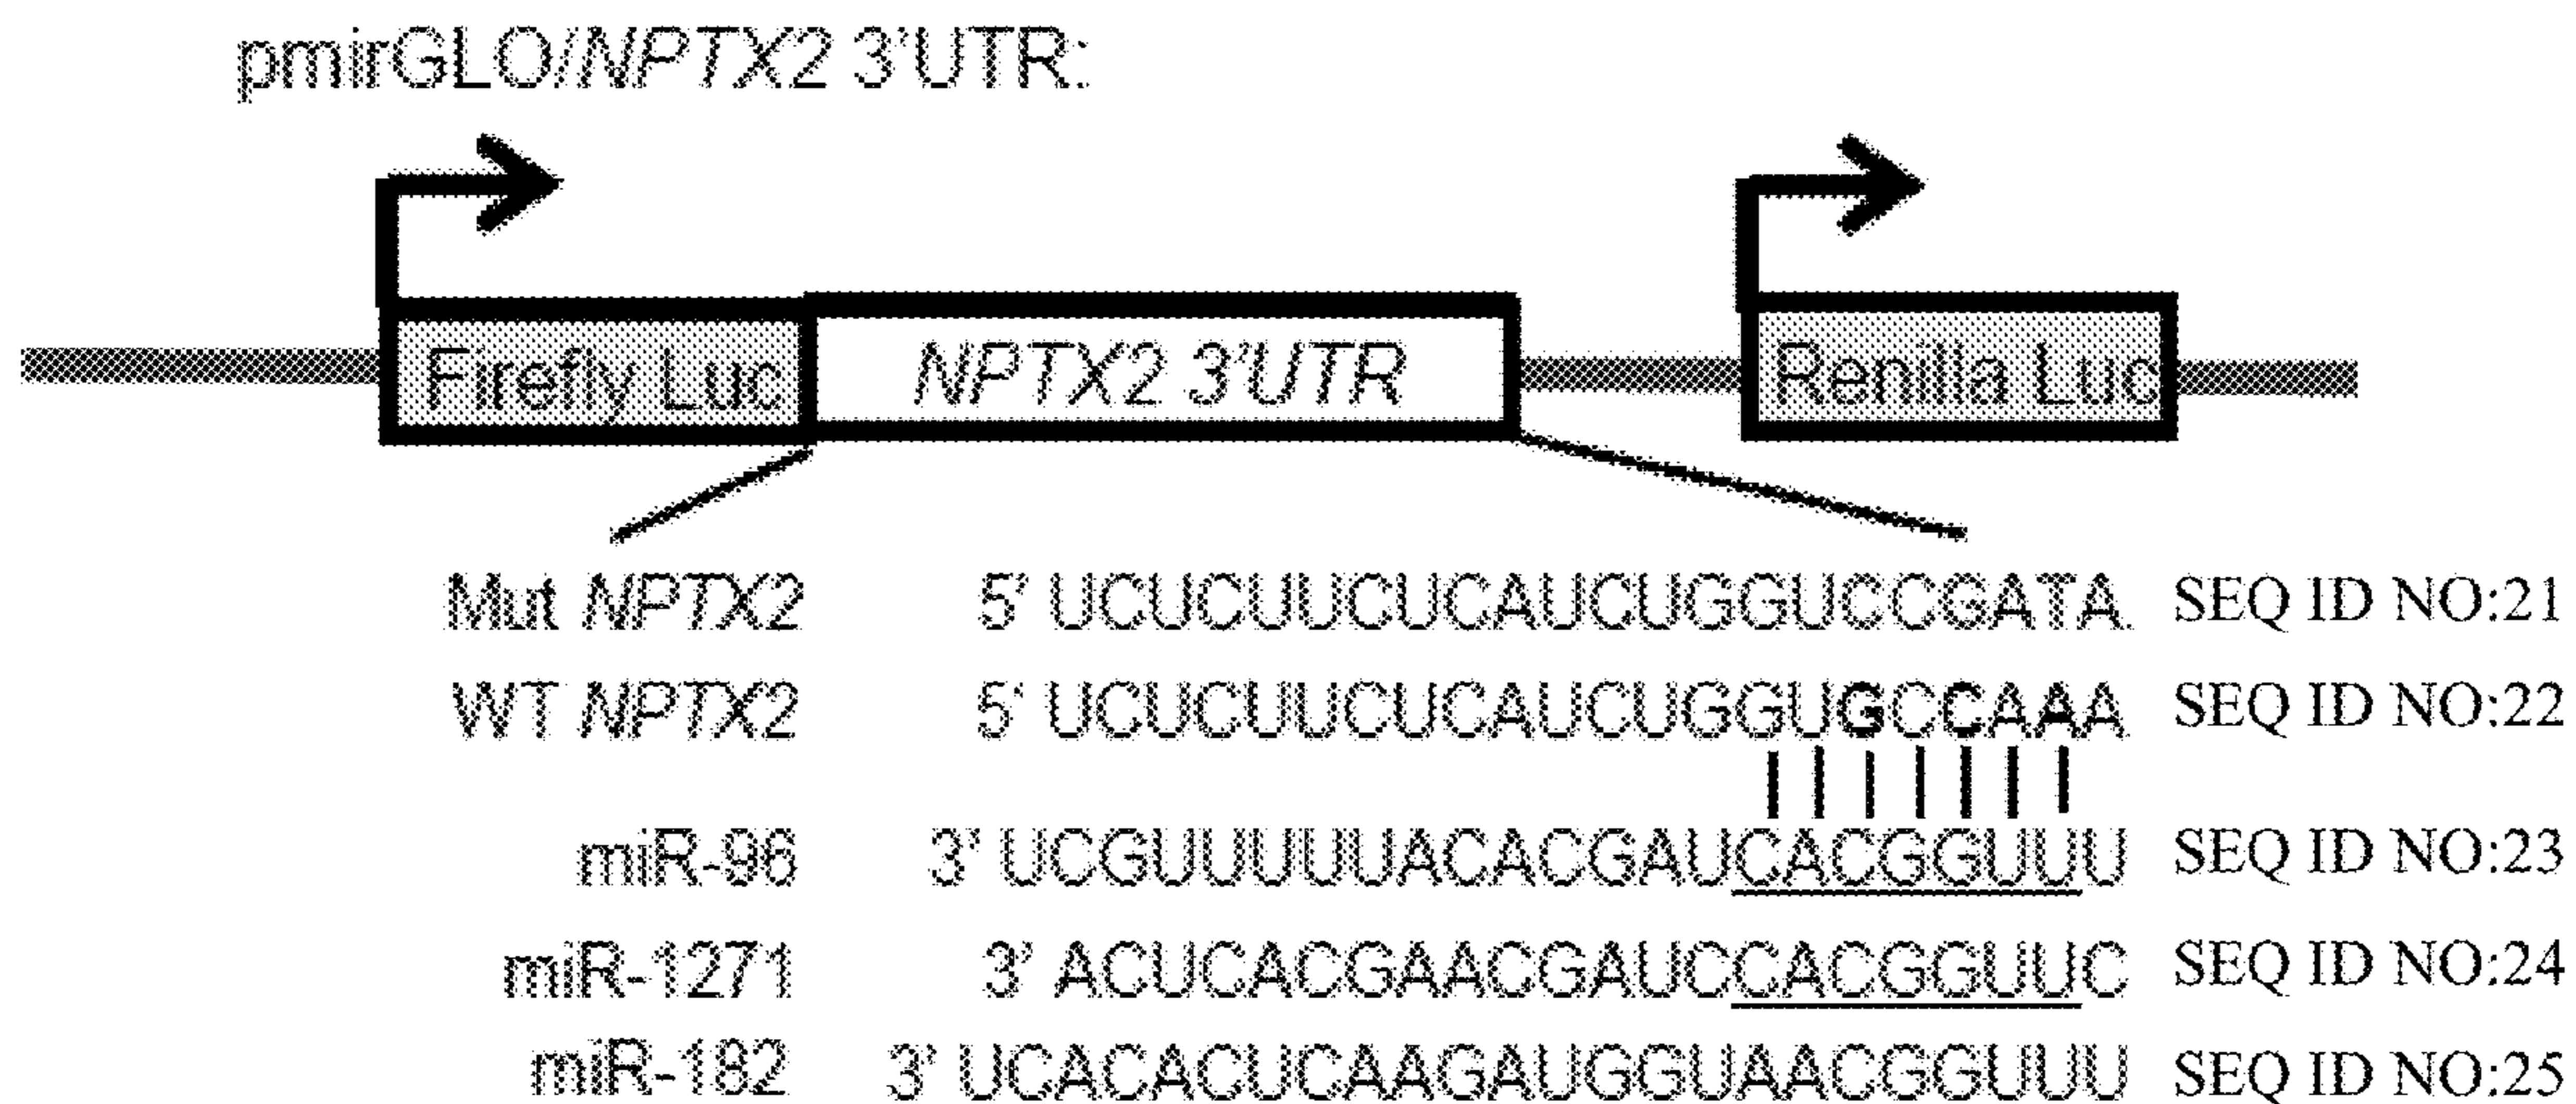 pmirGLO/NPTX2 3'UTR:
Firefly Luc NPTX2 3'UTR Renilla Luc
Mut NPTX2 5' UCUCUUCUCAUCUGGUCCGATA. SEQ ID NO:21
WT NPTX2 5' UCUCUUCUCAUCUGGUGCCAAA SEQ ID NO:22
miR-96 3' UCGUUUUUACACGAUCACGGUUU SEQ ID NO:23
miR-1271 3' ACUCACGAACGAUCCACGGUUC SEQ ID NO:24
miR-182 3' UCACACUCAAGAUGGUAACGGUUU SEQ ID NO:25